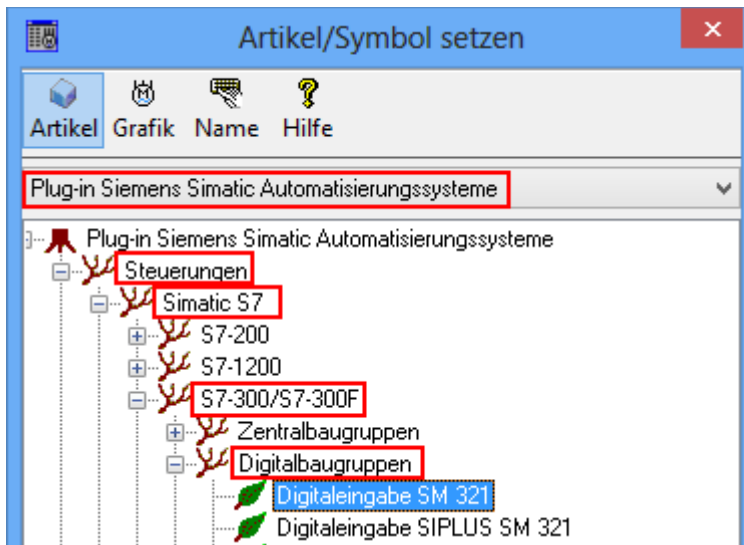 Artikel/Symbol setzen
Artikel Grafik Name Hilfe
Plug-in Siemens Simatic Automatisierungssysteme
Plug-in Siemens Simatic Automatisierungssysteme
Steuerungen
Simatic S7
S7-200
S7-1200
S7-300/S7-300F
Zentralbaugruppen
Digitalbaugruppen
Digitaleingabe SM 321
Digitaleingabe SIPLUS SM 321